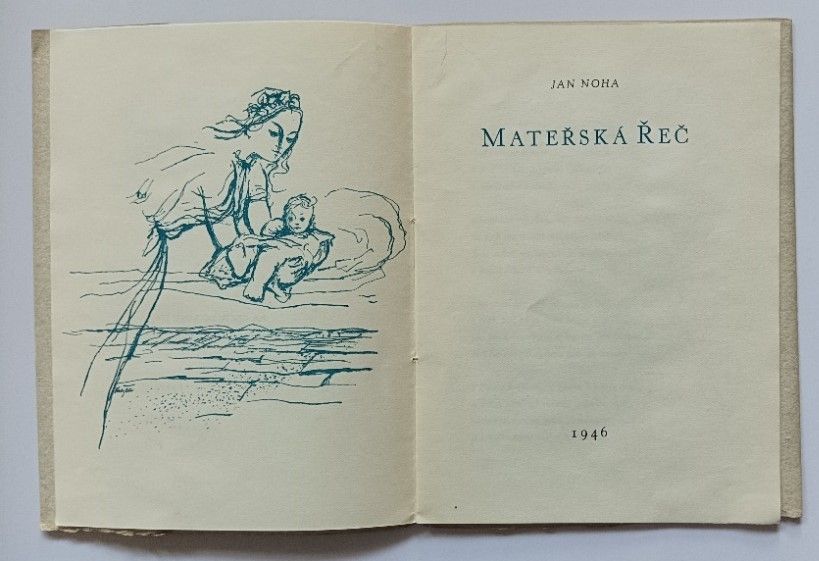 JAN NOHA
MATEŘSKÁ ŘEČ
1946